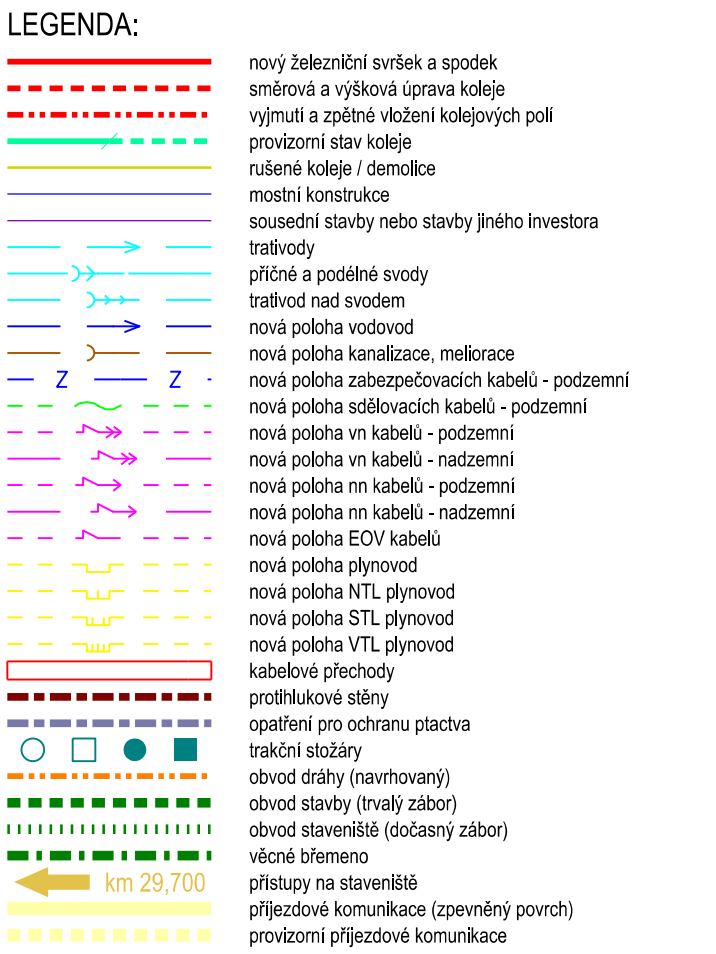 LEGENDA:
nový železniční svršek a spodek
směrová a výšková úprava koleje
vyjmutí a zpětné vložení kolejových polí
provizorní stav koleje
rušené koleje / demolice
mostní konstrukce
sousední stavby nebo stavby jiného investora
trativody
příčné a podélné svody
trativod nad svodem
nová poloha vodovod
nová poloha kanalizace, meliorace
Z Z nová poloha zabezpečovacích kabelů - podzemní
nová poloha sdělovacích kabelů - podzemní
nová poloha vn kabelů - podzemní
nová poloha vn kabelů - nadzemní
nová poloha nn kabelů - podzemní
nová poloha nn kabelů - nadzemní
nová poloha EOV kabelů
nová poloha plynovod
nová poloha NTL plynovod
nová poloha STL plynovod
nová poloha VTL plynovod
kabelové přechody
protihlukové stěny
opatření pro ochranu ptactva
trakční stožáry
obvod dráhy (navrhovaný)
obvod stavby (trvalý zábor)
obvod staveniště (dočasný zábor)
věcné břemeno
km 29,700 přístupy na staveniště
příjezdové komunikace (zpevněný povrch)
provizorní příjezdové komunikace